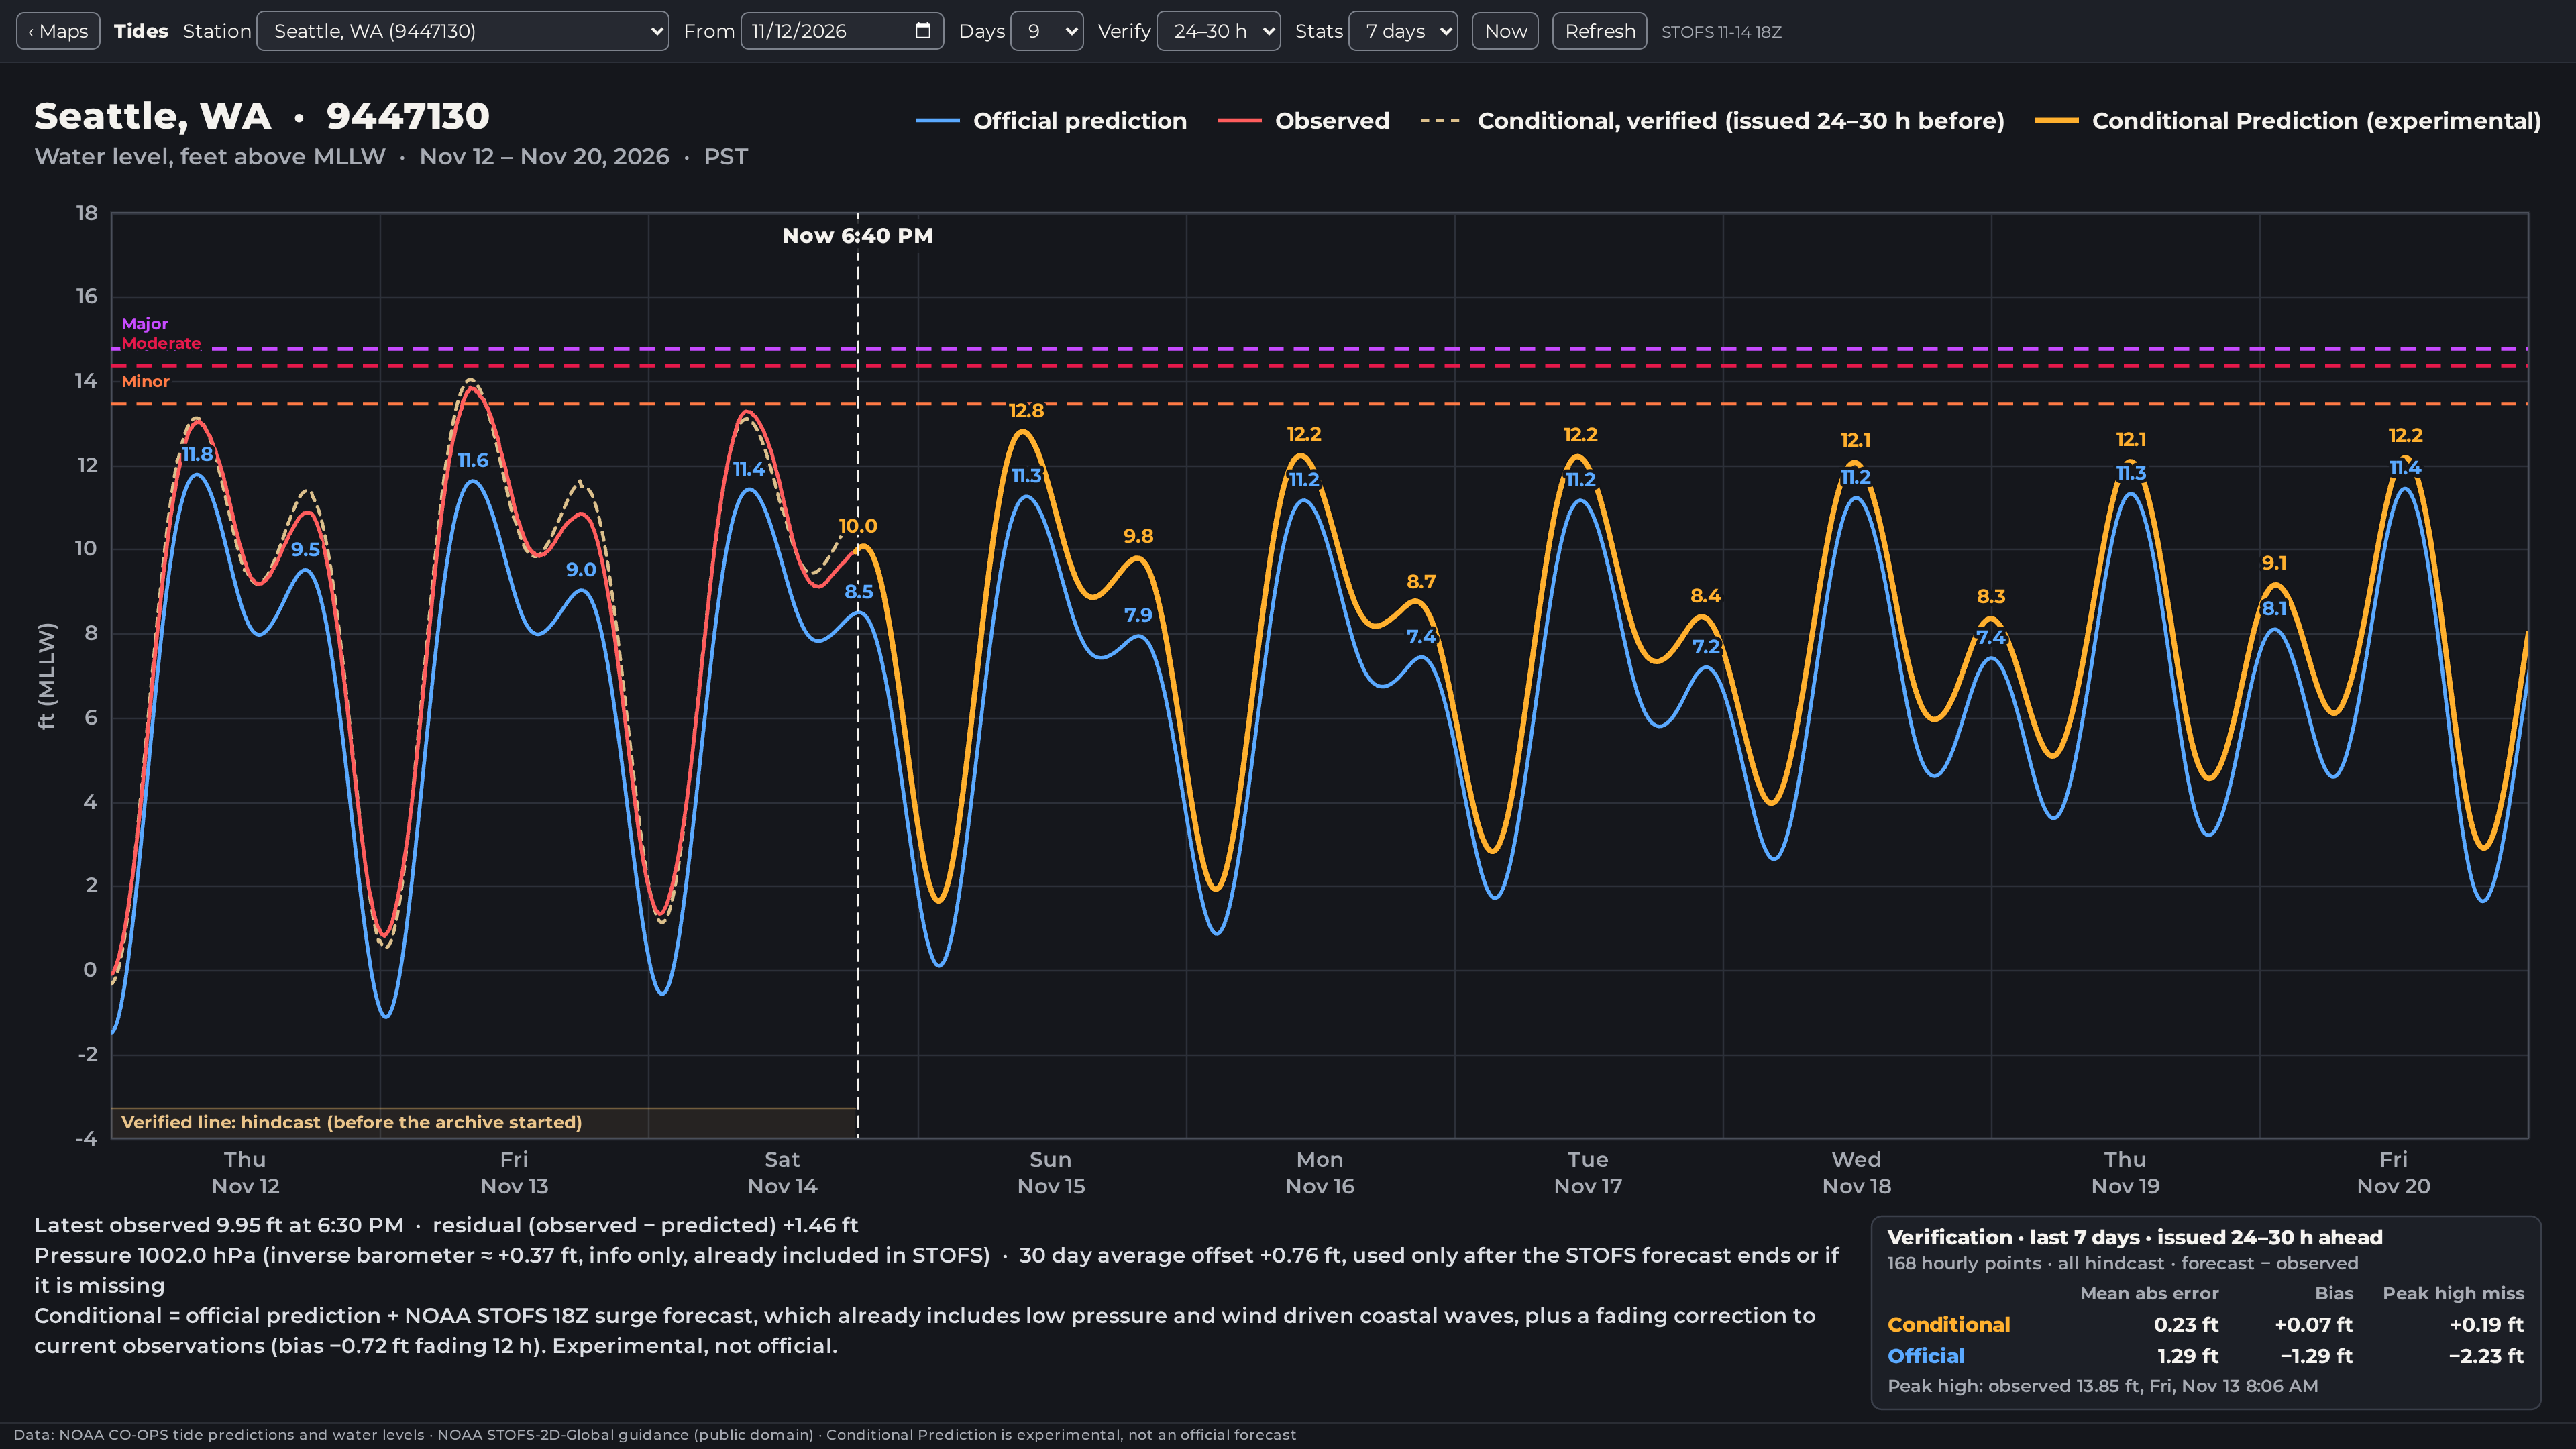 ‹ Maps Tides Station Seattle, WA (9447130) From 11/12/2026 Days 9 Verify 24–30 h Stats 7 days Now Refresh STOFS 11-14 18Z
Seattle, WA · 9447130
Official prediction Observed Conditional, verified (issued 24–30 h before) Conditional Prediction (experimental)
Water level, feet above MLLW · Nov 12 – Nov 20, 2026 · PST
Now 6:40 PM
18
16
14
12
10
8
6
4
2
0
-2
-4
ft (MLLW)
Major
Moderate
Minor
11.8
9.5
11.6
9.0
11.4
10.0
8.5
12.8
11.3
9.8
7.9
12.2
11.2
8.7
7.4
12.2
11.2
8.4
7.2
12.1
11.2
8.3
7.4
12.1
11.3
9.1
8.1
12.2
11.4
Verified line: hindcast (before the archive started)
Thu Fri Sat Sun Mon Tue Wed Thu Fri
Nov 12 Nov 13 Nov 14 Nov 15 Nov 16 Nov 17 Nov 18 Nov 19 Nov 20
Latest observed 9.95 ft at 6:30 PM · residual (observed − predicted) +1.46 ft
Pressure 1002.0 hPa (inverse barometer ≈ +0.37 ft, info only, already included in STOFS) · 30 day average offset +0.76 ft, used only after the STOFS forecast ends or if
it is missing
Conditional = official prediction + NOAA STOFS 18Z surge forecast, which already includes low pressure and wind driven coastal waves, plus a fading correction to
current observations (bias −0.72 ft fading 12 h). Experimental, not official.
Verification · last 7 days · issued 24–30 h ahead
168 hourly points · all hindcast · forecast − observed
Mean abs error Bias Peak high miss
Conditional 0.23 ft +0.07 ft +0.19 ft
Official 1.29 ft −1.29 ft −2.23 ft
Peak high: observed 13.85 ft, Fri, Nov 13 8:06 AM
Data: NOAA CO-OPS tide predictions and water levels · NOAA STOFS-2D-Global guidance (public domain) · Conditional Prediction is experimental, not an official forecast